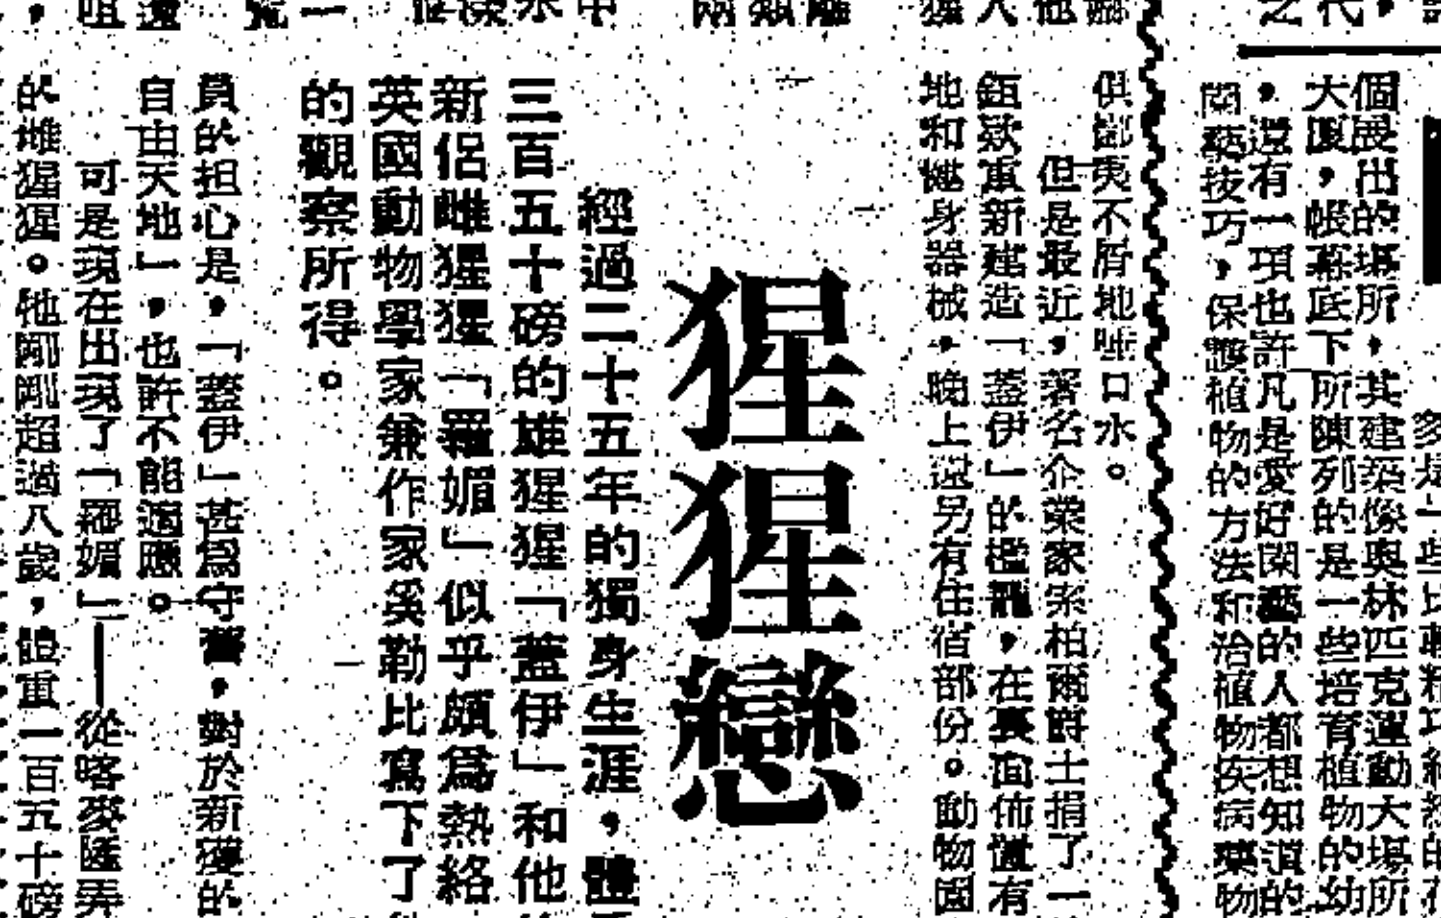 個展出的場所，其建築像奧林匹克運動大場所
大廈，帳幕底下所陳列的是一些培育植物的幼
，還有一項也許凡是愛好園藝的人都想知道的
園藝技巧，保護植物的方法和治植物疾病藥物
供鄙夷不屑地唾口水。
但是最近，著名企業家索柏爾爵士捐了一
鉅欵重新建造「蓋伊」的檻籠，在裏面佈置有
地和健身器械，晚上還另有住宿部份。動物園
猩猩戀
經過二十五年的獨身生涯，體
三百五十磅的雄猩猩「蓋伊」和他
新侶雌猩猩「羅媚」似乎頗爲熱絡
英國動物學家兼作家奚勒比寫下了
的觀察所得。
員的担心是，「蓋伊」甚爲守舊，對於新獲的
自由天地」，也許不能適應。
可是現在出現了「羅媚」——從喀麥隆弄
的雌猩猩。牠剛剛超過八歲，體重一百五十磅